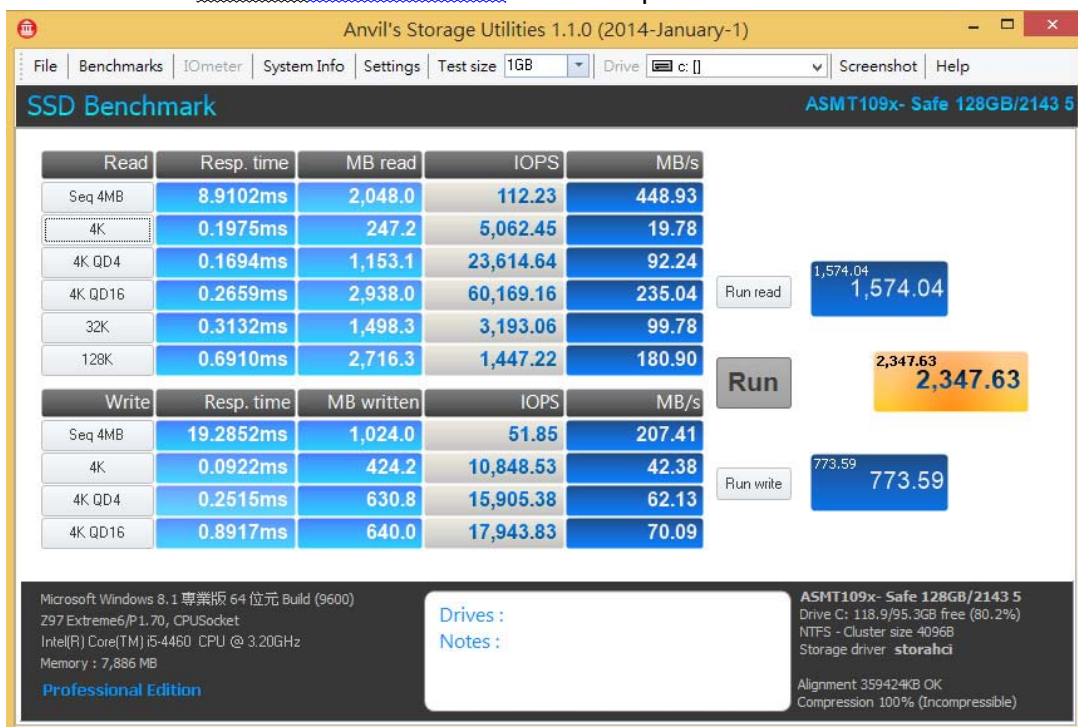 Anvil's Storage Utilities 1.1.0 (2014-January-1)
File Benchmarks IOmeter System Info Settings Test size 1GB Drive c: [] Screenshot Help
SSD Benchmark ASMT109x- Safe 128GB/2143 5
Read Resp. time MB read IOPS MB/s
Seq 4MB 8.9102ms 2,048.0 112.23 448.93
4K 0.1975ms 247.2 5,062.45 19.78
4K QD4 0.1694ms 1,153.1 23,614.64 92.24
4K QD16 0.2659ms 2,938.0 60,169.16 235.04
32K 0.3132ms 1,498.3 3,193.06 99.78
128K 0.6910ms 2,716.3 1,447.22 180.90
Run read 1,574.04
1,574.04
Run 2,347.63
2,347.63
Write Resp. time MB written IOPS MB/s
Seq 4MB 19.2852ms 1,024.0 51.85 207.41
4K 0.0922ms 424.2 10,848.53 42.38
4K QD4 0.2515ms 630.8 15,905.38 62.13
4K QD16 0.8917ms 640.0 17,943.83 70.09
Run write 773.59
773.59
Microsoft Windows 8.1 專業版 64 位元 Build (9600)
Z97 Extreme6/P1.70, CPUSocket
Intel(R) Core(TM) i5-4460 CPU @ 3.20GHz
Memory : 7,886 MB
Professional Edition
Drives :
Notes :
ASMT109x- Safe 128GB/2143 5
Drive C: 118.9/95.3GB free (80.2%)
NTFS - Cluster size 4096B
Storage driver storahci
Alignment 359424KB OK
Compression 100% (Incompressible)